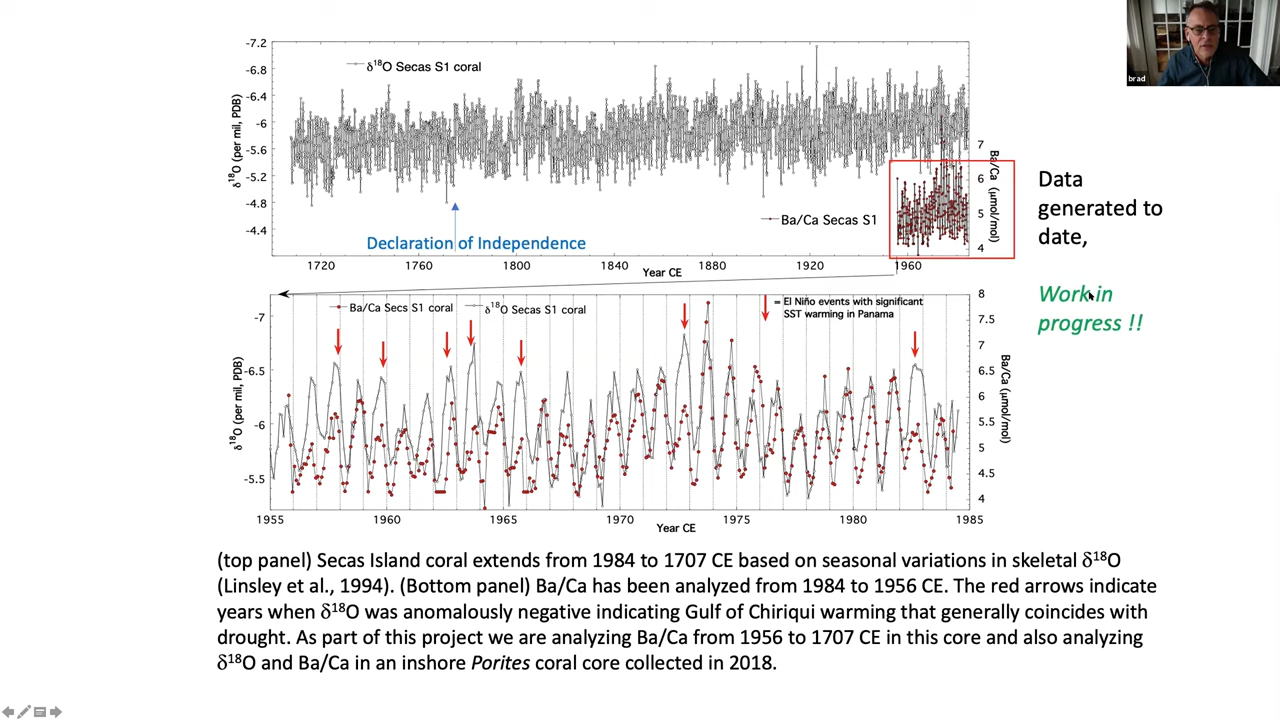 -7.2
-6.8
-6.4
-6
-5.6
-5.2
-4.8
-4.4
δ18O (per mil, PDB)
δ18O Secas S1 coral
Declaration of Independence
Ba/Ca Secas S1
7
6
5
4
Ba/Ca (μmol/mol)
1720 1760 1800 1840 1880 1920 1960
Year CE
brad
Data
generated to
date,
Work in
progress !!
-7
-6.5
-6
-5.5
δ18O (per mil, PDB)
Ba/Ca Secs S1 coral δ18O Secas S1 coral
= El Niño events with significant
SST warming in Panama
8
7.5
7
6.5
6
5.5
5
4.5
4
Ba/Ca (μmol/mol)
1955 1960 1965 1970 1975 1980 1985
Year CE
(top panel) Secas Island coral extends from 1984 to 1707 CE based on seasonal variations in skeletal δ18O
(Linsley et al., 1994). (Bottom panel) Ba/Ca has been analyzed from 1984 to 1956 CE. The red arrows indicate
years when δ18O was anomalously negative indicating Gulf of Chiriqui warming that generally coincides with
drought. As part of this project we are analyzing Ba/Ca from 1956 to 1707 CE in this core and also analyzing
δ18O and Ba/Ca in an inshore Porites coral core collected in 2018.